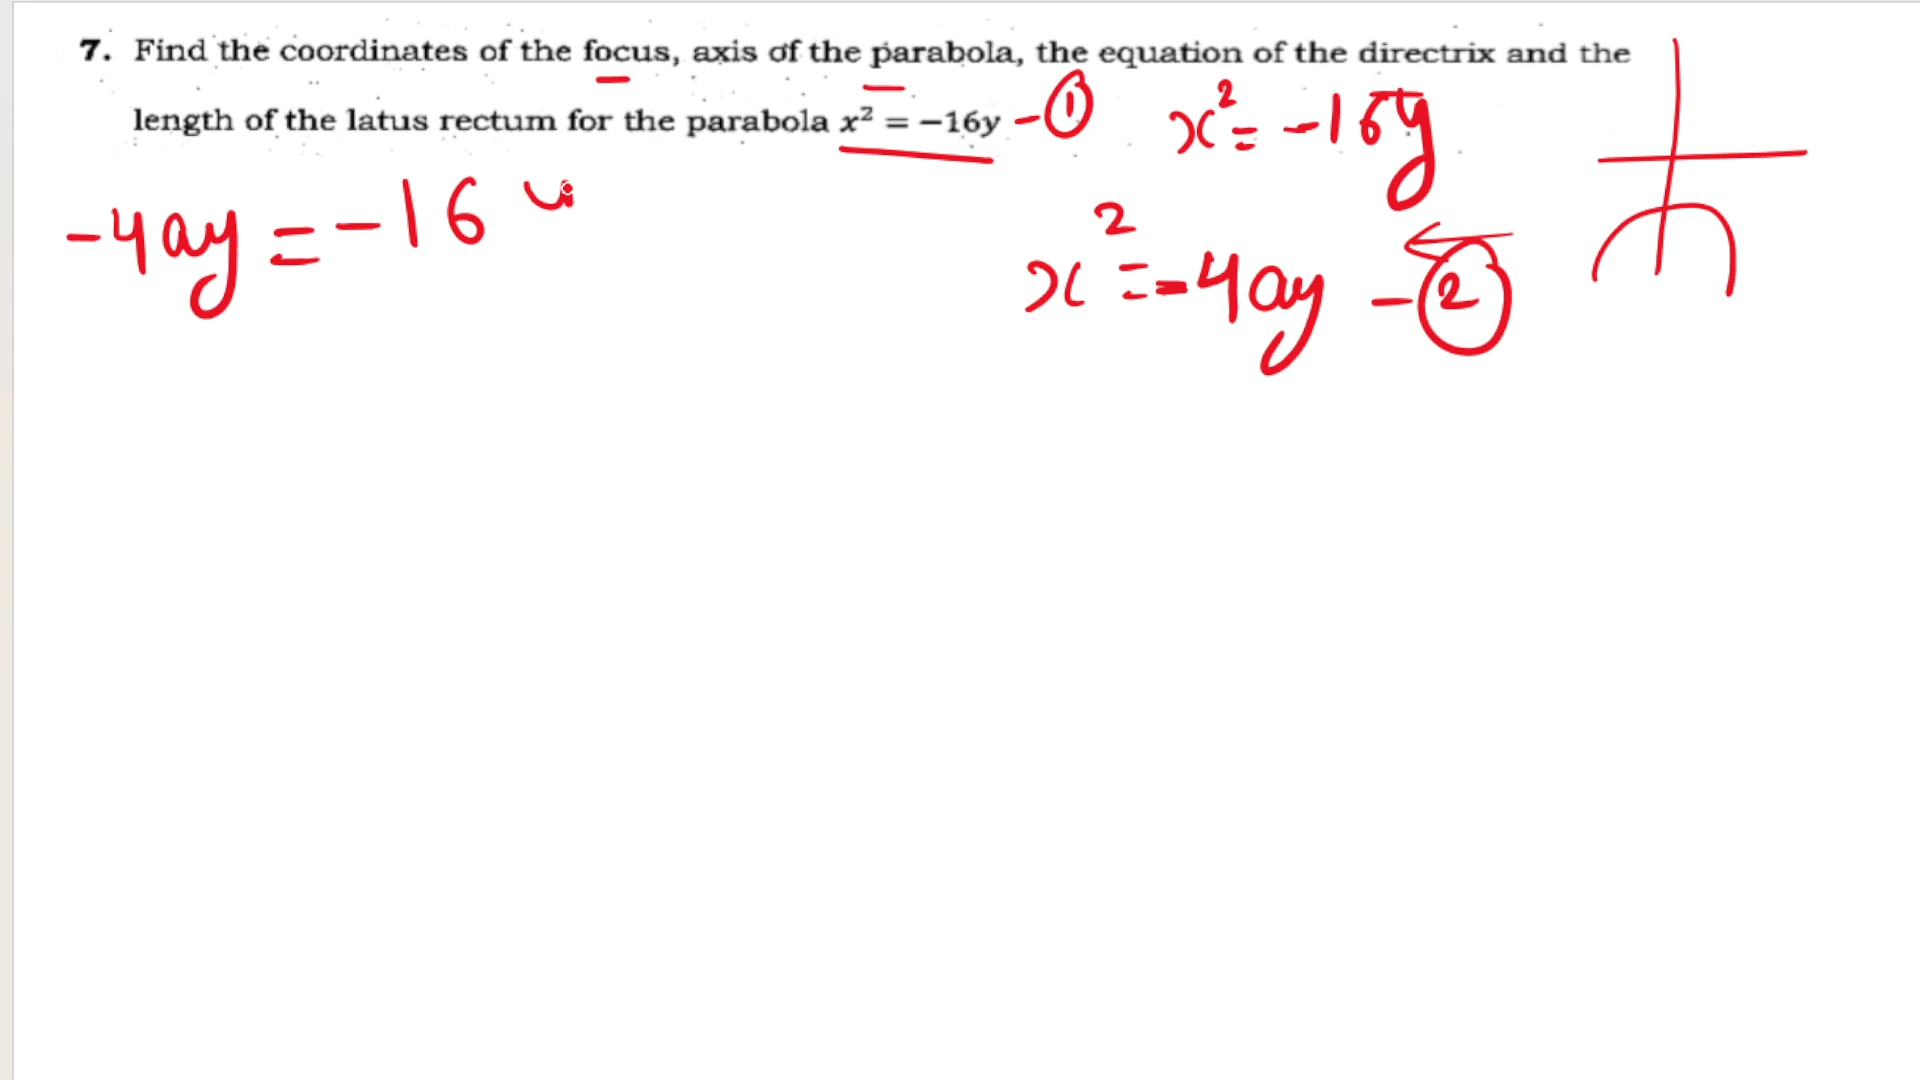 7. Find the coordinates of the focus, axis of the parabola, the equation of the directrix and the
length of the latus rectum for the parabola x² = −16y -①
x² = -16y
-4ay = -16
x² = -4ay -②